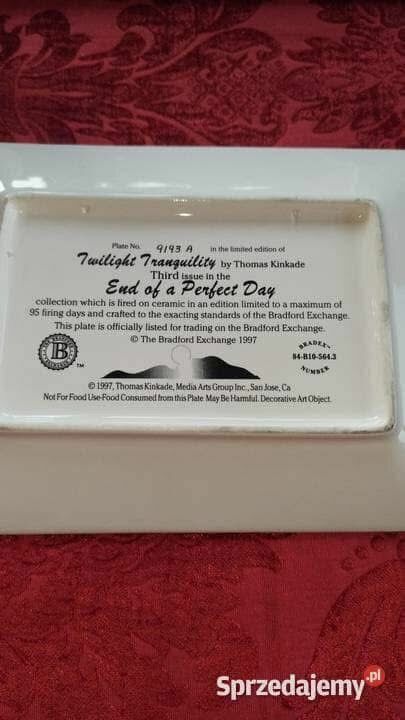 Plate No. 9193 A in the limited edition of
Twilight Tranquility by Thomas Kinkade
Third issue in the
End of a Perfect Day
collection which is fired on ceramic in an edition limited to a maximum of
95 firing days and crafted to the exacting standards of the Bradford Exchange.
This plate is officially listed for trading on the Bradford Exchange.
© The Bradford Exchange 1997
B
TM
BRADEX™
84-B10-564.3
NUMBER
© 1997, Thomas Kinkade, Media Arts Group Inc., San Jose, Ca
Not For Food Use-Food Consumed from this Plate May Be Harmful. Decorative Art Object.
Sprzedajemy.pl